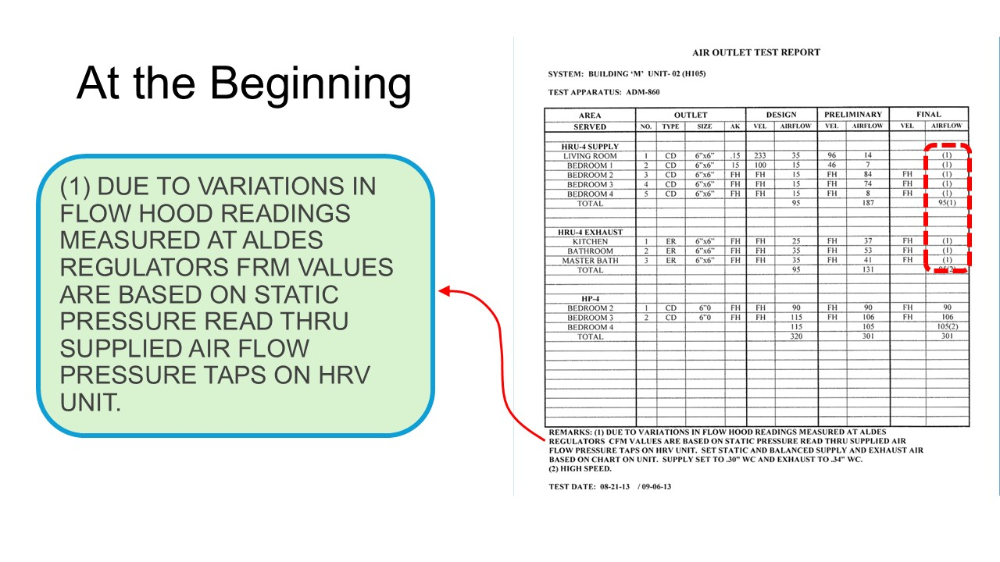 At the Beginning
(1) DUE TO VARIATIONS IN
FLOW HOOD READINGS
MEASURED AT ALDES
REGULATORS FRM VALUES
ARE BASED ON STATIC
PRESSURE READ THRU
SUPPLIED AIR FLOW
PRESSURE TAPS ON HRV
UNIT.
AIR OUTLET TEST REPORT
SYSTEM: BUILDING ‘M’ UNIT- 02 (H105)
TEST APPARATUS: ADM-860
AREA OUTLET DESIGN PRELIMINARY FINAL
SERVED NO. TYPE SIZE AK VEL AIRFLOW VEL AIRFLOW VEL AIRFLOW
HRU-4 SUPPLY
LIVING ROOM 1 CD 6”x6” .15 233 35 96 14 (1)
BEDROOM 1 2 CD 6”x6” 15 100 15 46 7 (1)
BEDROOM 2 3 CD 6”x6” FH FH 15 FH 84 FH (1)
BEDROOM 3 4 CD 6”x6” FH FH 15 FH 74 FH (1)
BEDROOM 4 5 CD 6”x6” FH FH 15 FH 8 FH (1)
TOTAL 95 187 95(1)
HRU-4 EXHAUST
KITCHEN 1 ER 6”x6” FH FH 25 FH 37 FH (1)
BATHROOM 2 ER 6”x6” FH FH 35 FH 53 FH (1)
MASTER BATH 3 ER 6”x6” FH FH 35 FH 41 FH (1)
TOTAL 95 131
HP-4
BEDROOM 2 1 CD 6”0 FH FH 90 FH 90 FH 90
BEDROOM 3 2 CD 6”0 FH FH 115 FH 106 FH 106
BEDROOM 4 115 105 105(2)
TOTAL 320 301 301
REMARKS: (1) DUE TO VARIATIONS IN FLOW HOOD READINGS MEASURED AT ALDES
REGULATORS CFM VALUES ARE BASED ON STATIC PRESSURE READ THRU SUPPLIED AIR
FLOW PRESSURE TAPS ON HRV UNIT. SET STATIC AND BALANCED SUPPLY AND EXHAUST AIR
BASED ON CHART ON UNIT. SUPPLY SET TO .30” WC AND EXHAUST TO .34” WC.
(2) HIGH SPEED.
TEST DATE: 08-21-13 / 09-06-13